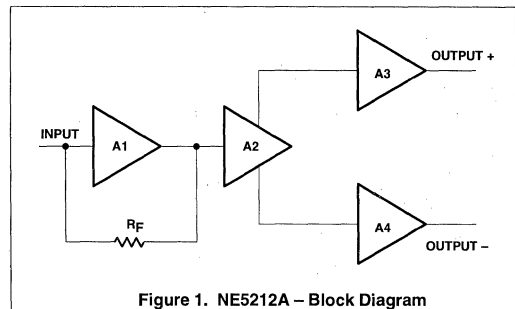 OUTPUT +
A3
INPUT
A1
A2
RF
A4
OUTPUT –
Figure 1. NE5212A – Block Diagram